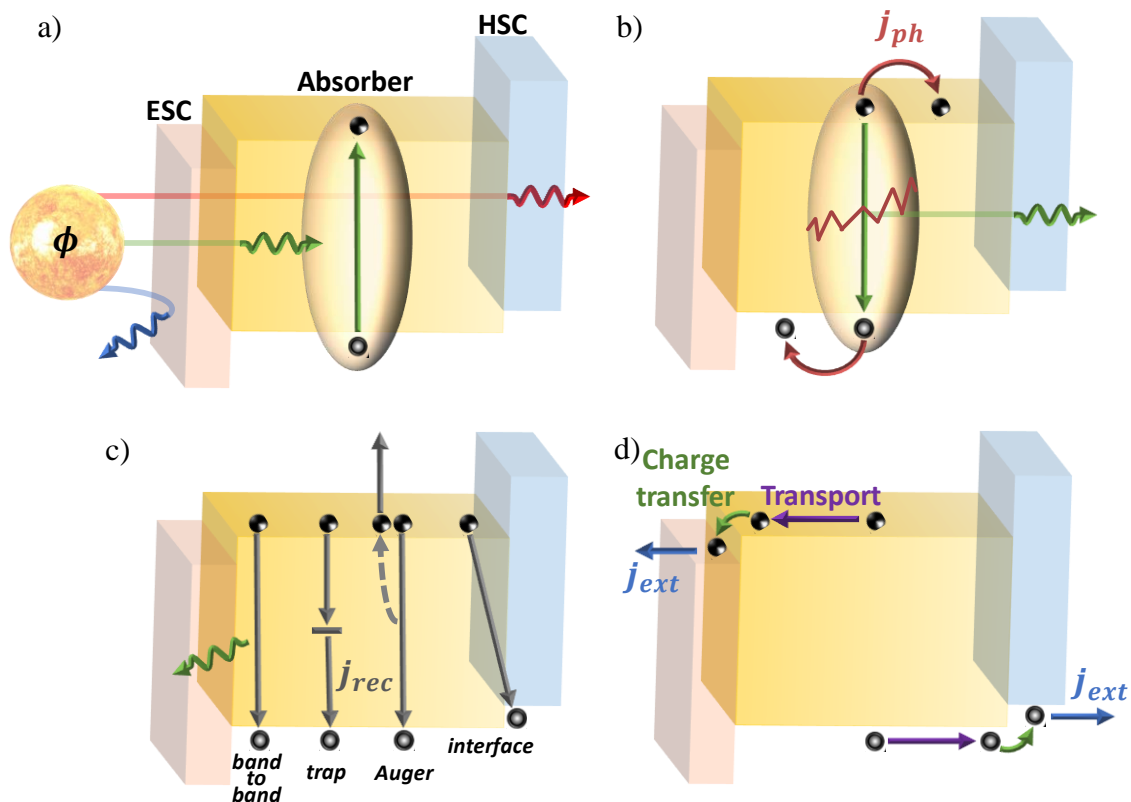 a)
HSC
Absorber
ESC
ϕ
b)
j_ph
c)
j_rec
band
to
band
trap
Auger
interface
d)
Charge
transfer
Transport
j_ext
j_ext